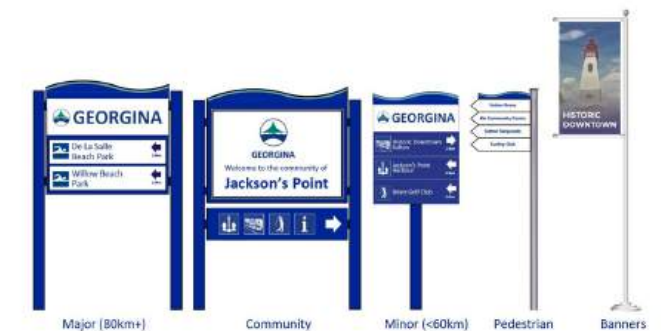 GEORGINA
De La Salle
Beach Park
Willow Beach
Park
Major (80km+)
GEORGINA
Welcome to the community of
Jackson's Point
Community
GEORGINA
Historic Downtown
Sutton
Jackson's Point
Harbour
Briars Golf Club
Minor (<60km)
Pedestrian
HISTORIC
DOWNTOWN
Banners